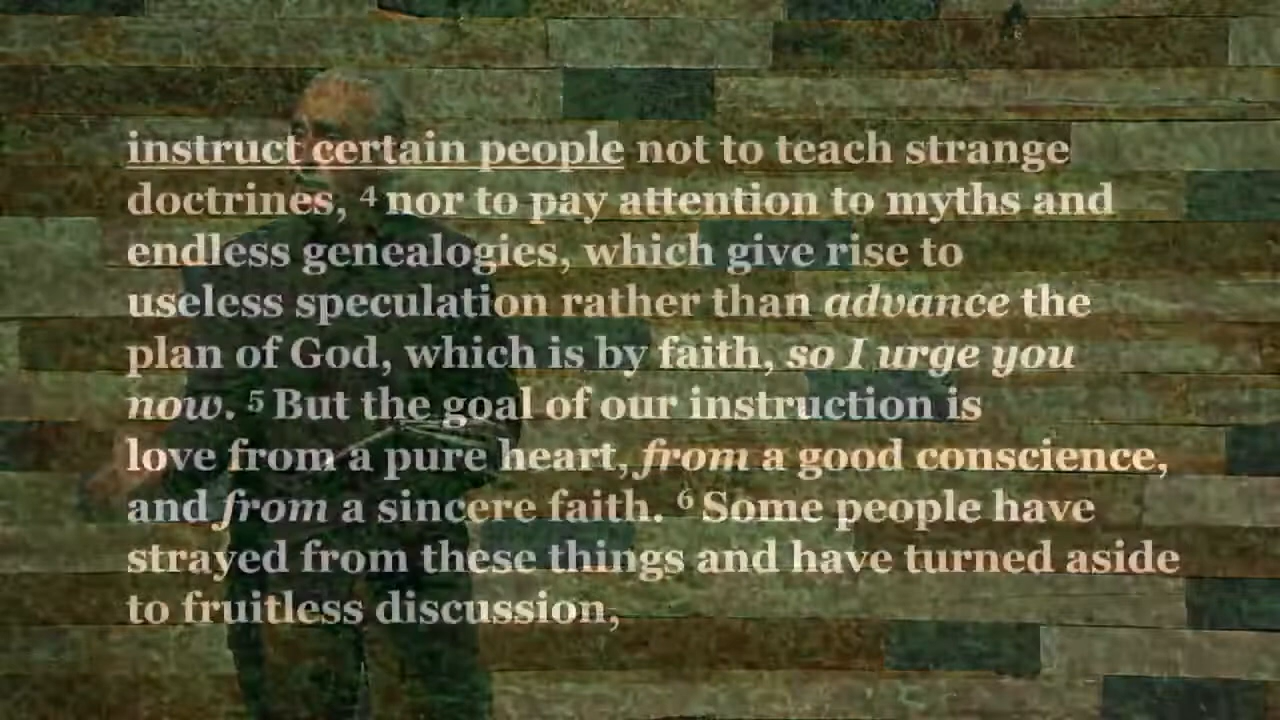 instruct certain people not to teach strange
doctrines, 4 nor to pay attention to myths and
endless genealogies, which give rise to
useless speculation rather than advance the
plan of God, which is by faith, so I urge you
now. 5 But the goal of our instruction is
love from a pure heart, from a good conscience,
and from a sincere faith. 6 Some people have
strayed from these things and have turned aside
to fruitless discussion,